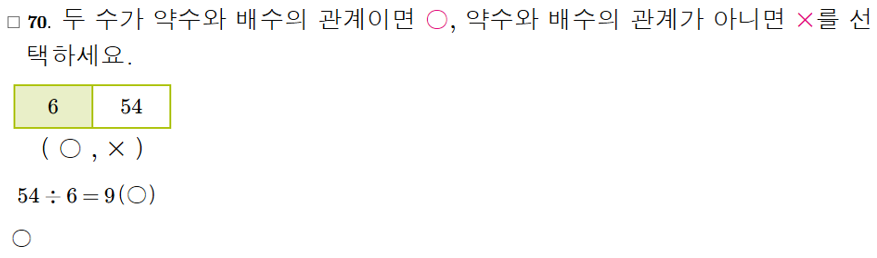 □ 70. 두 수가 약수와 배수의 관계이면 ○, 약수와 배수의 관계가 아니면 ×를 선
택하세요.
6 54
( ○ , × )
54 ÷ 6 = 9(○)
○